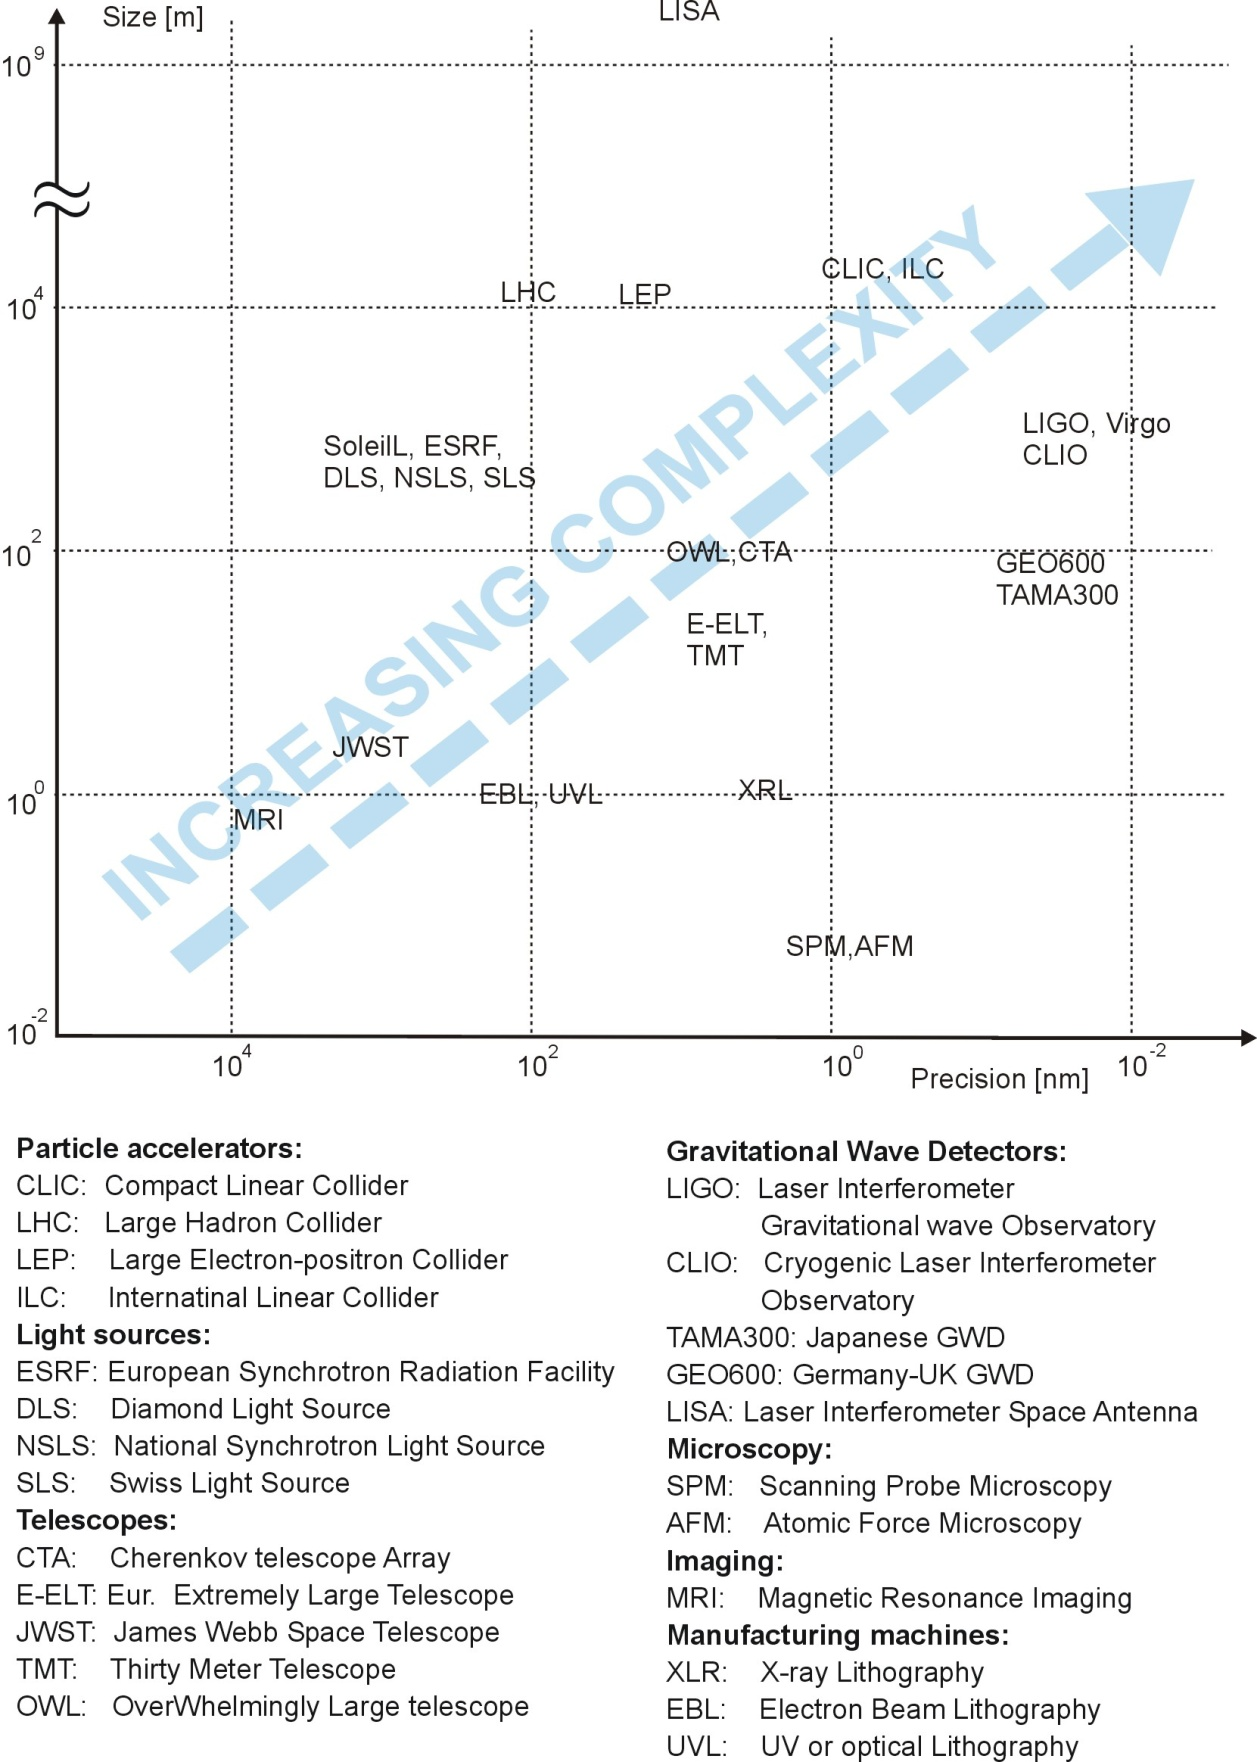 Size [m]
LISA
10^9
INCREASING COMPLEXITY
CLIC, ILC
10^4
LHC
LEP
LIGO, Virgo
CLIO
SoleilL, ESRF,
DLS, NSLS, SLS
10^2
OWL,CTA
GEO600
TAMA300
E-ELT,
TMT
JWST
10^0
EBL, UVL
XRL
MRI
SPM,AFM
10^-2
10^4
10^2
10^0
10^-2
Precision [nm]
Particle accelerators:
CLIC: Compact Linear Collider
LHC: Large Hadron Collider
LEP: Large Electron-positron Collider
ILC: Internatinal Linear Collider
Light sources:
ESRF: European Synchrotron Radiation Facility
DLS: Diamond Light Source
NSLS: National Synchrotron Light Source
SLS: Swiss Light Source
Telescopes:
CTA: Cherenkov telescope Array
E-ELT: Eur. Extremely Large Telescope
JWST: James Webb Space Telescope
TMT: Thirty Meter Telescope
OWL: OverWhelmingly Large telescope
Gravitational Wave Detectors:
LIGO: Laser Interferometer
Gravitational wave Observatory
CLIO: Cryogenic Laser Interferometer
Observatory
TAMA300: Japanese GWD
GEO600: Germany-UK GWD
LISA: Laser Interferometer Space Antenna
Microscopy:
SPM: Scanning Probe Microscopy
AFM: Atomic Force Microscopy
Imaging:
MRI: Magnetic Resonance Imaging
Manufacturing machines:
XLR: X-ray Lithography
EBL: Electron Beam Lithography
UVL: UV or optical Lithography